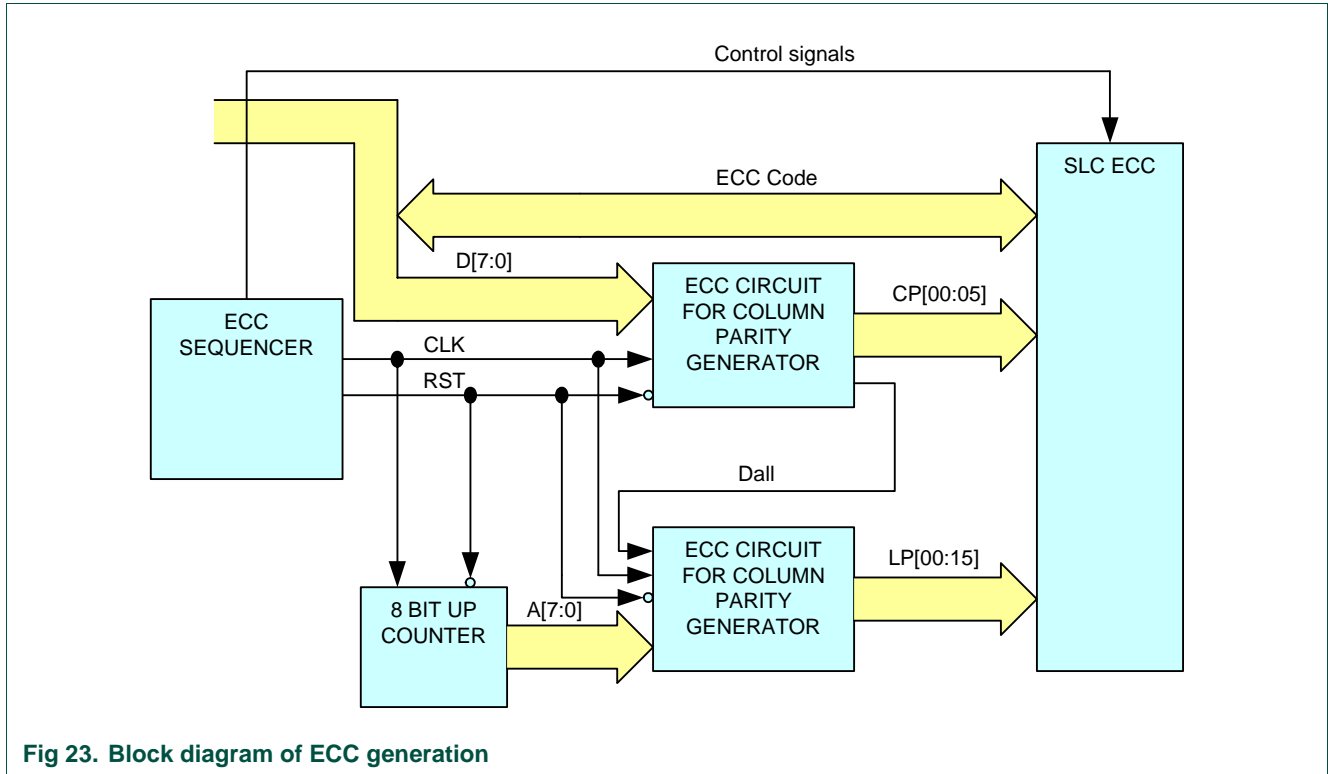 Control signals
SLC ECC
ECC Code
D[7:0]
ECC CIRCUIT
FOR COLUMN
PARITY
GENERATOR
CP[00:05]
ECC
SEQUENCER
CLK
RST
Dall
ECC CIRCUIT
FOR COLUMN
PARITY
GENERATOR
LP[00:15]
8 BIT UP
COUNTER
A[7:0]
Fig 23. Block diagram of ECC generation